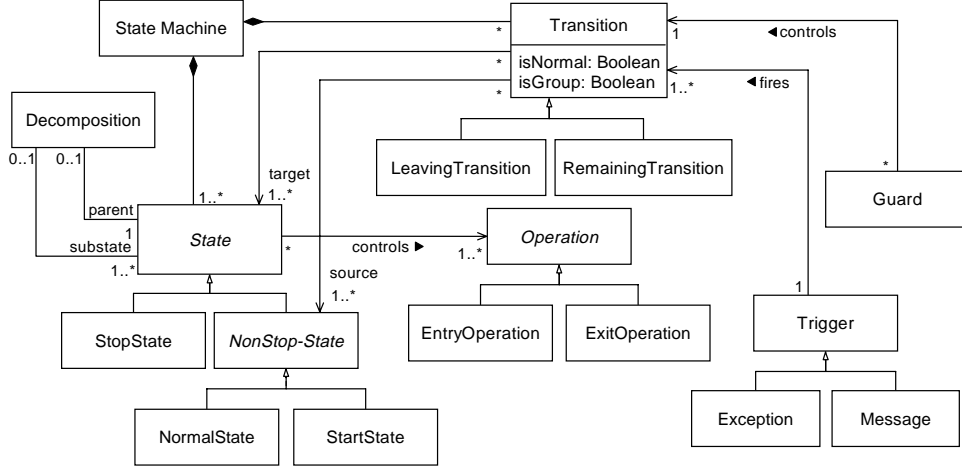 State Machine
*
Transition
1
◄ controls
*
isNormal: Boolean
isGroup: Boolean
*
1..*
◄ fires
Decomposition
0..1
0..1
LeavingTransition
RemainingTransition
target
1..*
1..*
*
Guard
parent
1
substate
1..*
State
*
controls ►
1..*
Operation
source
1..*
1
StopState
NonStop-State
EntryOperation
ExitOperation
Trigger
NormalState
StartState
Exception
Message